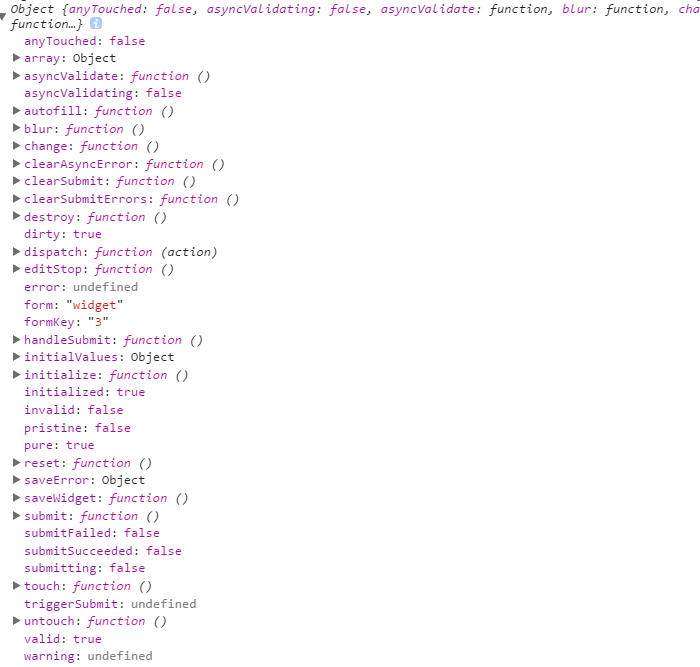 Object {anyTouched: false, asyncValidating: false, asyncValidate: function, blur: function, cha
function…} i
anyTouched: false
array: Object
asyncValidate: function ()
asyncValidating: false
autofill: function ()
blur: function ()
change: function ()
clearAsyncError: function ()
clearSubmit: function ()
clearSubmitErrors: function ()
destroy: function ()
dirty: true
dispatch: function (action)
editStop: function ()
error: undefined
form: "widget"
formKey: "3"
handleSubmit: function ()
initialValues: Object
initialize: function ()
initialized: true
invalid: false
pristine: false
pure: true
reset: function ()
saveError: Object
saveWidget: function ()
submit: function ()
submitFailed: false
submitSucceeded: false
submitting: false
touch: function ()
triggerSubmit: undefined
untouch: function ()
valid: true
warning: undefined